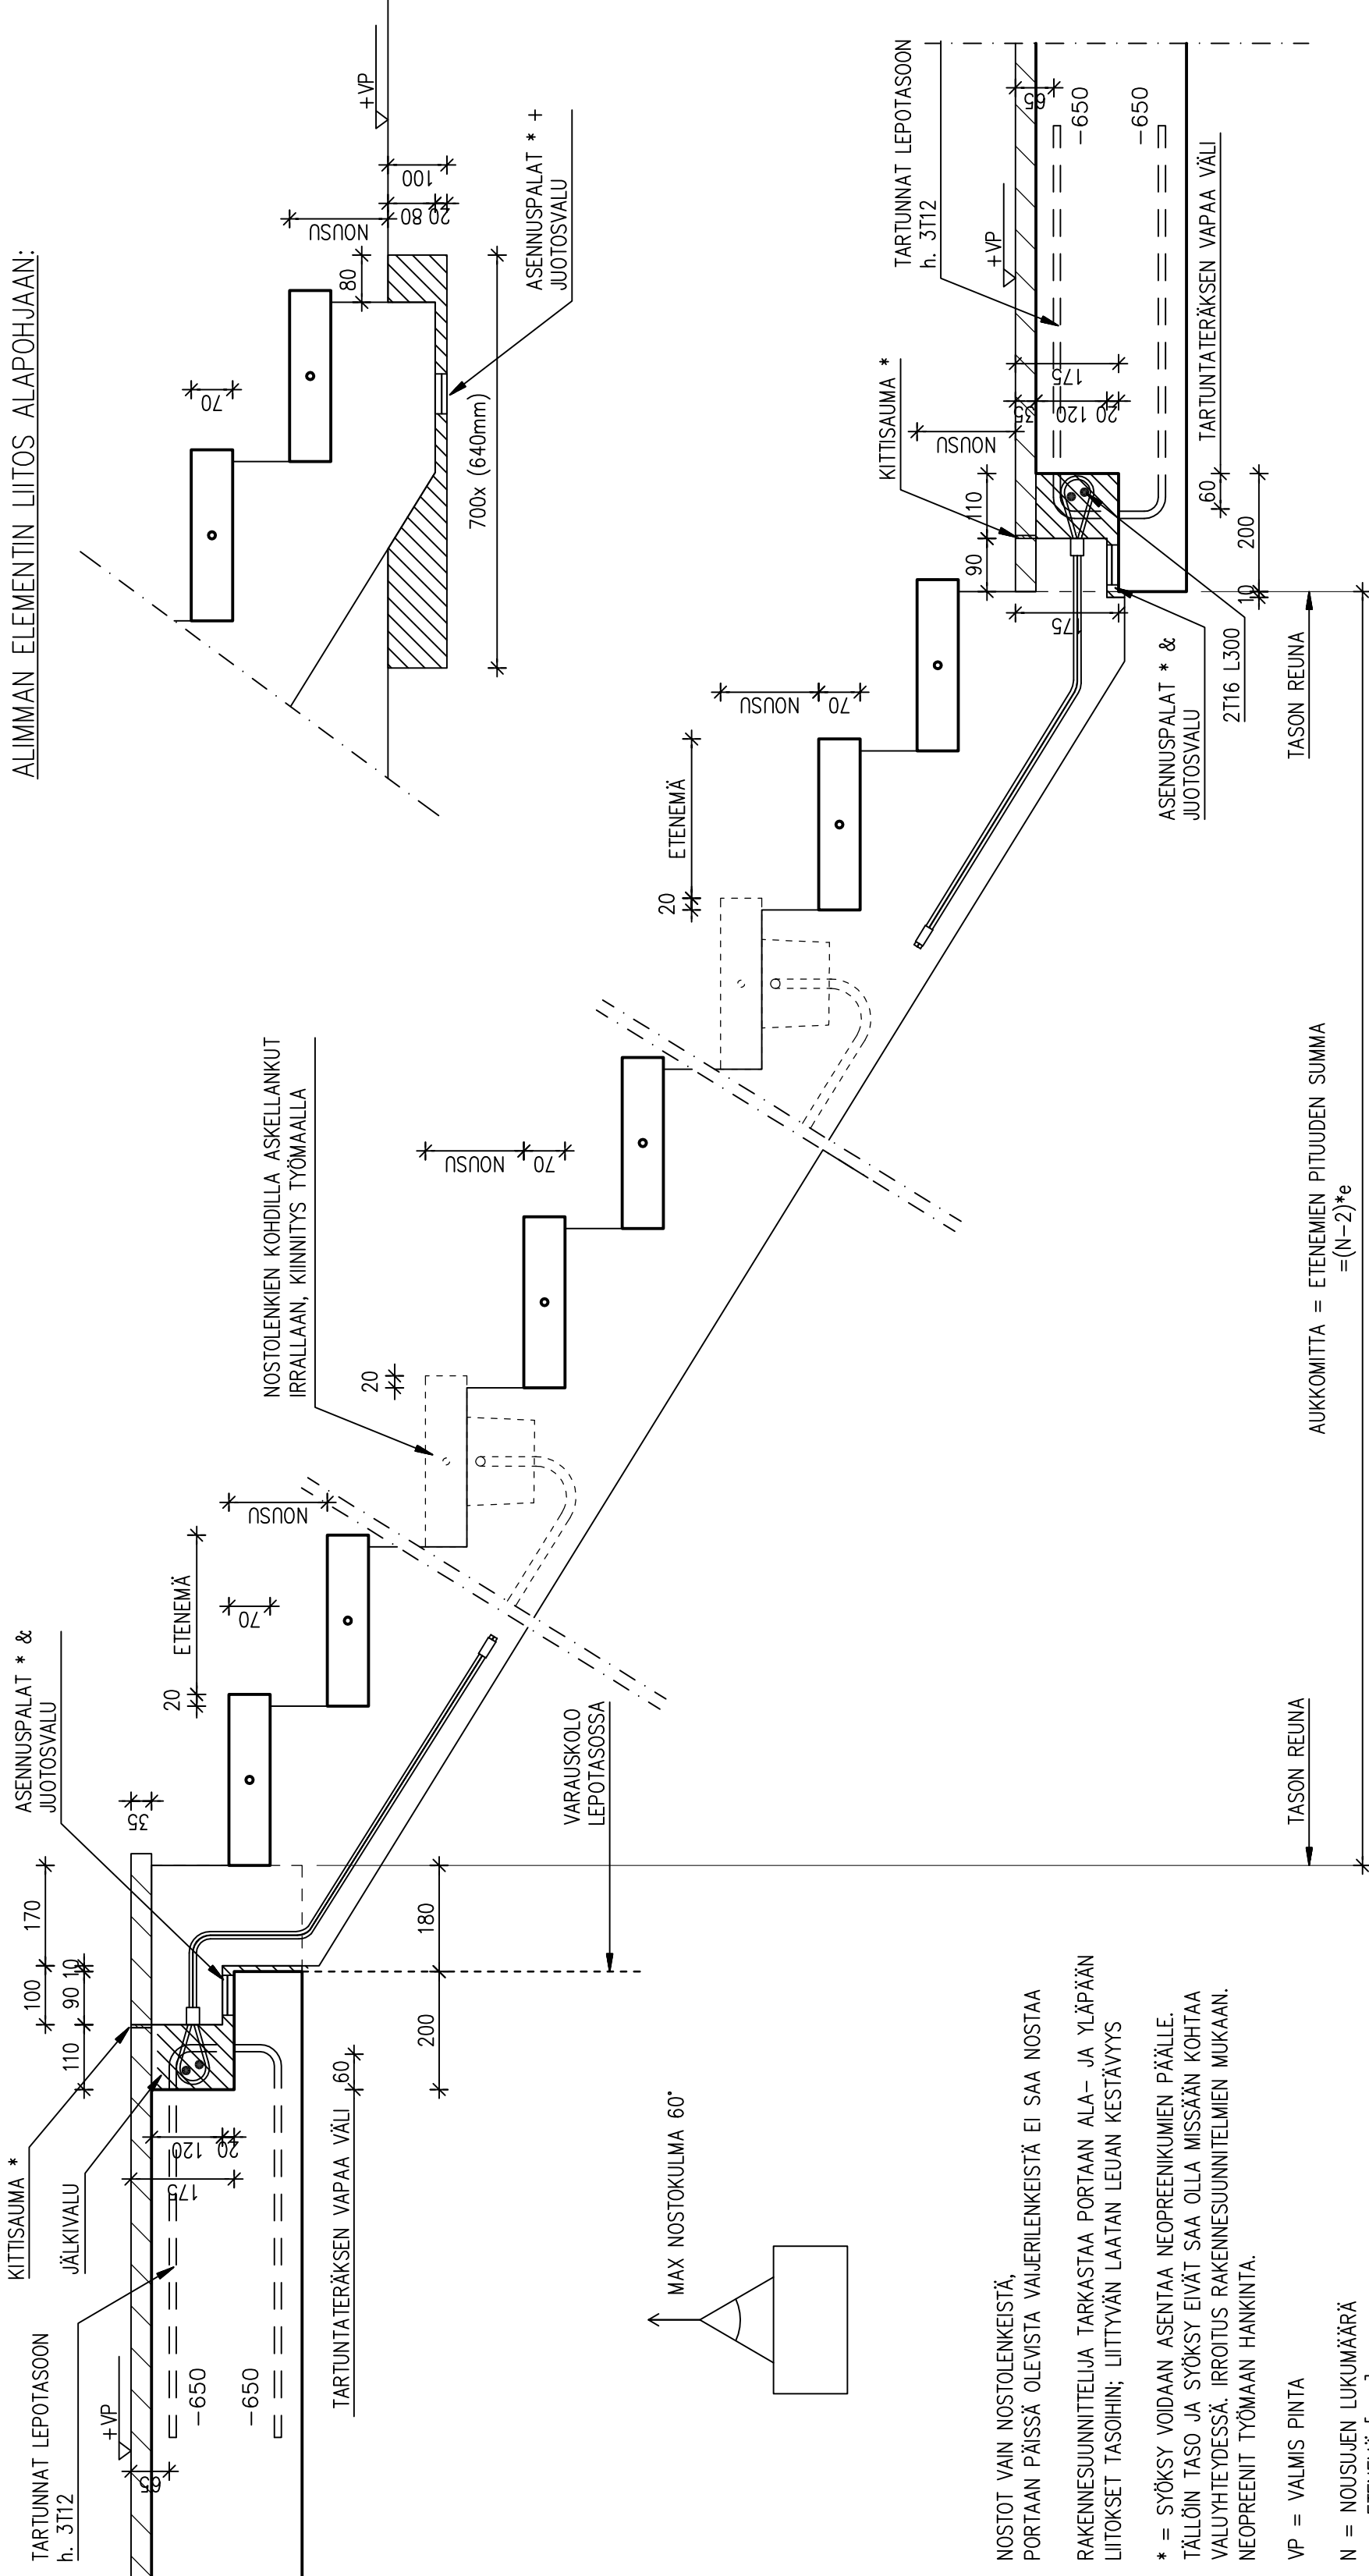 ALIMMAN ELEMENTIN LIITOS ALAPOHJAAN:
70
80
NOUSU
+VP
100
20 80
700x (640mm)
ASENNUSPALAT * +
JUOTOSVALU
KITTISAUMA *
JÄLKIVALU
TARTUNNAT LEPOTASOON
h. 3T12
+VP
65
-650
-650
175
120
20
110
90
10
100
170
35
ASENNUSPALAT * &
JUOTOSVALU
20
ETENEMÄ
70
NOUSU
60
TARTUNTATERÄKSEN VAPAA VÄLI
200
180
VARAUSKOLO
LEPOTASOSSA
NOSTOLENKIEN KOHDILLA ASKELLANKUT
IRRALLAAN, KIINNITYS TYÖMAALLA
20
NOUSU
70
20
ETENEMÄ
NOUSU
70
KITTISAUMA *
TARTUNNAT LEPOTASOON
h. 3T12
+VP
NOUSU
90
110
35
120
20
175
175
65
-650
-650
60
TARTUNTATERÄKSEN VAPAA VÄLI
10
200
ASENNUSPALAT * &
JUOTOSVALU
2T16 L300
TASON REUNA
TASON REUNA
AUKKOMITTA = ETENEMIEN PITUUDEN SUMMA
=(N-2)*e
MAX NOSTOKULMA 60°
NOSTOT VAIN NOSTOLENKEISTÄ,
PORTAAN PÄISSÄ OLEVISTA VAIJERILENKEISTÄ EI SAA NOSTAA
RAKENNESUUNNITTELIJA TARKASTAA PORTAAN ALA- JA YLÄPÄÄN
LIITOKSET TASOIHIN; LIITTYVÄN LAATAN LEUAN KESTÄVYYS
* = SYÖKSY VOIDAAN ASENTAA NEOPREENIKUMIEN PÄÄLLE.
TÄLLÖIN TASO JA SYÖKSY EIVÄT SAA OLLA MISSÄÄN KOHTAA
VALUYHTEYDESSÄ. IRROITUS RAKENNESUUNNITELMIEN MUKAAN.
NEOPREENIT TYÖMAAN HANKINTA.
VP = VALMIS PINTA
N = NOUSUJEN LUKUMÄÄRÄ